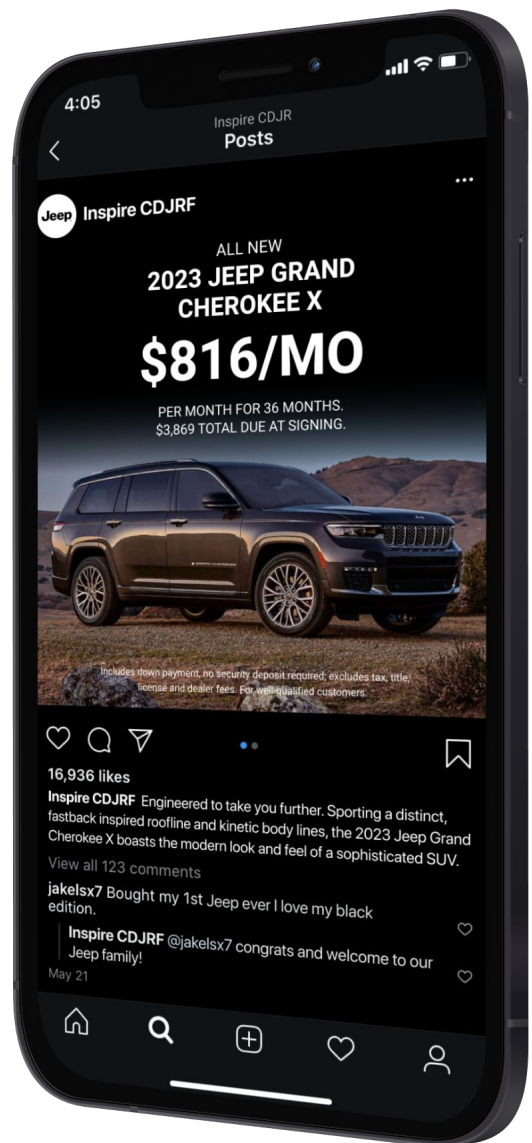 4:05
Inspire CDJR
Posts
Jeep
Inspire CDJRF
ALL NEW
2023 JEEP GRAND
CHEROKEE X
$816/MO
PER MONTH FOR 36 MONTHS.
$3,869 TOTAL DUE AT SIGNING.
Includes down payment, no security deposit required; excludes tax, title,
license and dealer fees. For well-qualified customers.
16,936 likes
Inspire CDJRF Engineered to take you further. Sporting a distinct,
fastback inspired roofline and kinetic body lines, the 2023 Jeep Grand
Cherokee X boasts the modern look and feel of a sophisticated SUV.
View all 123 comments
jakelsx7 Bought my 1st Jeep ever I love my black
edition.
Inspire CDJRF @jakelsx7 congrats and welcome to our
Jeep family!
May 21